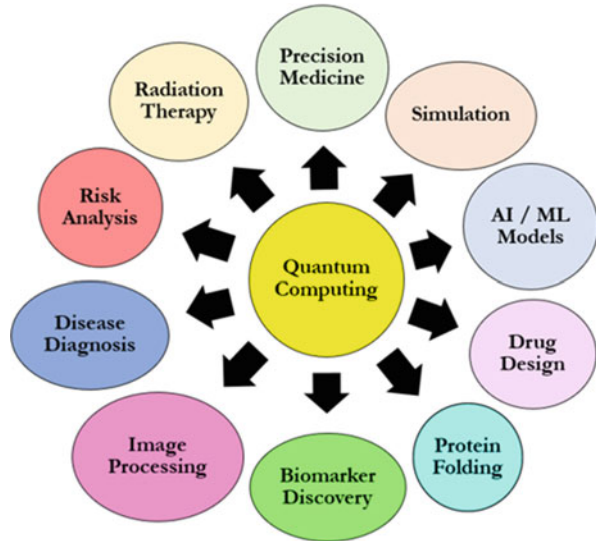 Precision
Medicine
Simulation
AI / ML
Models
Drug
Design
Protein
Folding
Biomarker
Discovery
Image
Processing
Disease
Diagnosis
Risk
Analysis
Radiation
Therapy
Quantum
Computing